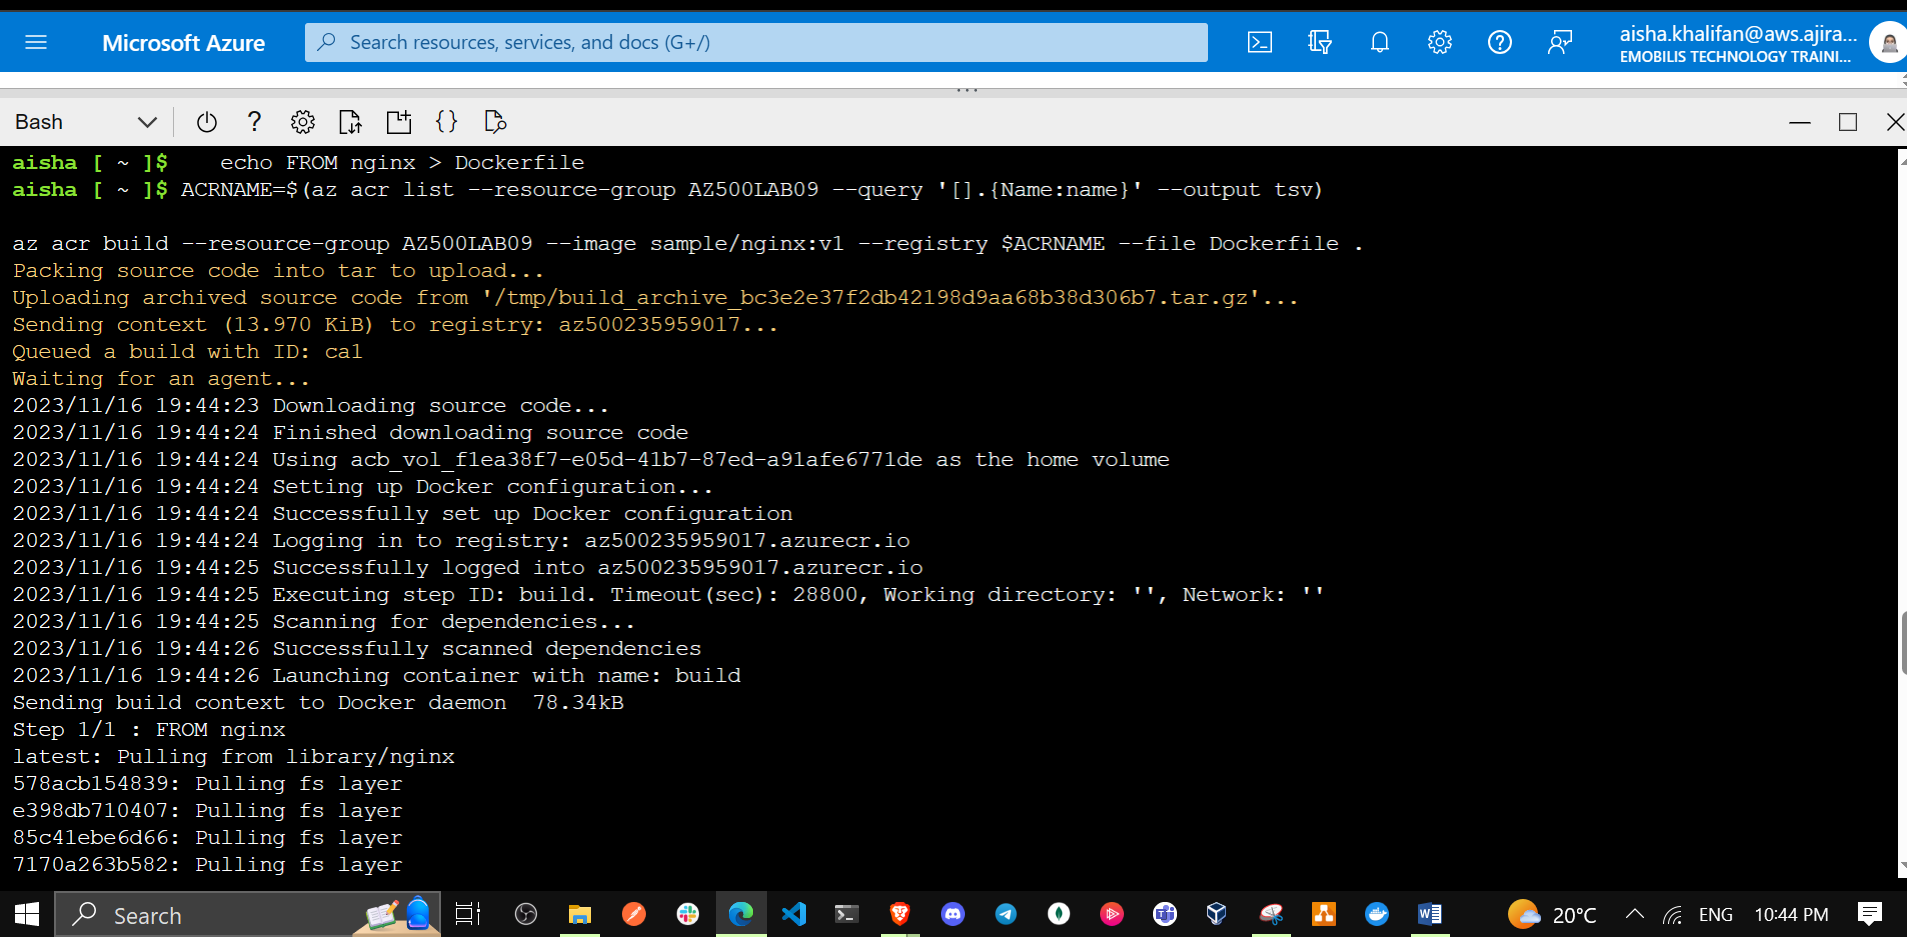 Microsoft Azure
Search resources, services, and docs (G+/)
aisha.khalifan@aws.ajira...
EMOBILIS TECHNOLOGY TRAINI...
Bash
aisha [ ~ ]$    echo FROM nginx > Dockerfile
aisha [ ~ ]$ ACRNAME=$(az acr list --resource-group AZ500LAB09 --query '[].{Name:name}' --output tsv)
az acr build --resource-group AZ500LAB09 --image sample/nginx:v1 --registry $ACRNAME --file Dockerfile .
Packing source code into tar to upload...
Uploading archived source code from '/tmp/build_archive_bc3e2e37f2db42198d9aa68b38d306b7.tar.gz'...
Sending context (13.970 KiB) to registry: az500235959017...
Queued a build with ID: ca1
Waiting for an agent...
2023/11/16 19:44:23 Downloading source code...
2023/11/16 19:44:24 Finished downloading source code
2023/11/16 19:44:24 Using acb_vol_f1ea38f7-e05d-41b7-87ed-a91afe6771de as the home volume
2023/11/16 19:44:24 Setting up Docker configuration...
2023/11/16 19:44:24 Successfully set up Docker configuration
2023/11/16 19:44:24 Logging in to registry: az500235959017.azurecr.io
2023/11/16 19:44:25 Successfully logged into az500235959017.azurecr.io
2023/11/16 19:44:25 Executing step ID: build. Timeout(sec): 28800, Working directory: '', Network: ''
2023/11/16 19:44:25 Scanning for dependencies...
2023/11/16 19:44:26 Successfully scanned dependencies
2023/11/16 19:44:26 Launching container with name: build
Sending build context to Docker daemon  78.34kB
Step 1/1 : FROM nginx
latest: Pulling from library/nginx
578acb154839: Pulling fs layer
e398db710407: Pulling fs layer
85c41ebe6d66: Pulling fs layer
7170a263b582: Pulling fs layer
Search
20°C
ENG
10:44 PM